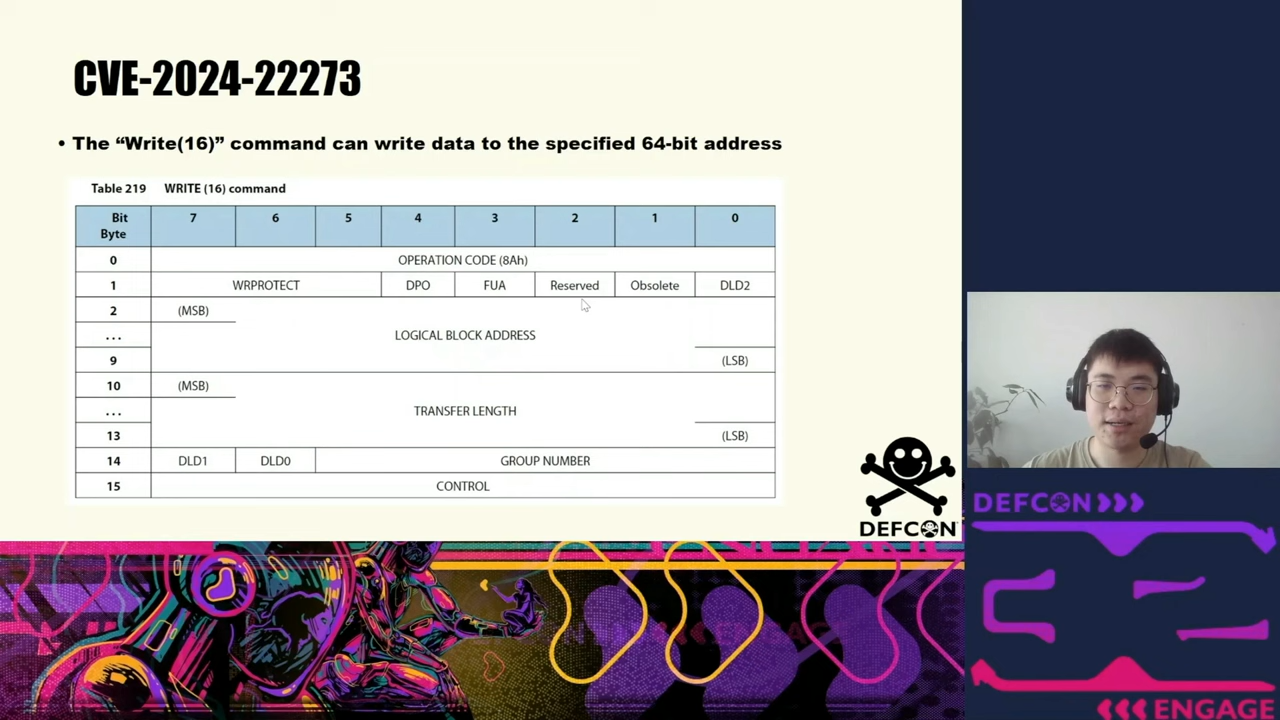 CVE-2024-22273
• The “Write(16)” command can write data to the specified 64-bit address
Table 219 WRITE (16) command
Bit 7 6 5 4 3 2 1 0
Byte
0 OPERATION CODE (8Ah)
1 WRPROTECT DPO FUA Reserved Obsolete DLD2
2 (MSB)
... LOGICAL BLOCK ADDRESS
9 (LSB)
10 (MSB)
... TRANSFER LENGTH
13 (LSB)
14 DLD1 DLD0 GROUP NUMBER
15 CONTROL
DEFCON
DEFCON
ENGAGE
ENGAGE